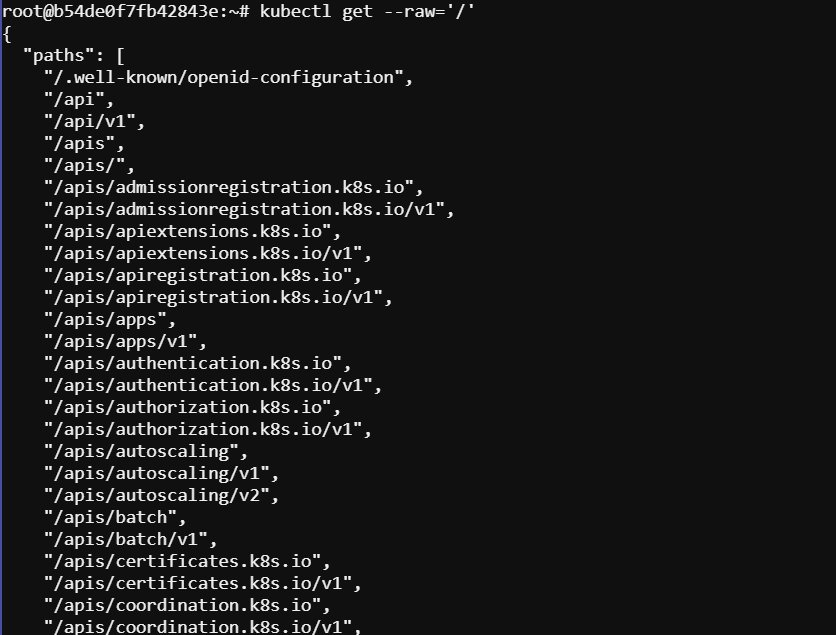 root@b54de0f7fb42843e:~# kubectl get --raw='/'
{
  "paths": [
    "/.well-known/openid-configuration",
    "/api",
    "/api/v1",
    "/apis",
    "/apis/",
    "/apis/admissionregistration.k8s.io",
    "/apis/admissionregistration.k8s.io/v1",
    "/apis/apiextensions.k8s.io",
    "/apis/apiextensions.k8s.io/v1",
    "/apis/apiregistration.k8s.io",
    "/apis/apiregistration.k8s.io/v1",
    "/apis/apps",
    "/apis/apps/v1",
    "/apis/authentication.k8s.io",
    "/apis/authentication.k8s.io/v1",
    "/apis/authorization.k8s.io",
    "/apis/authorization.k8s.io/v1",
    "/apis/autoscaling",
    "/apis/autoscaling/v1",
    "/apis/autoscaling/v2",
    "/apis/batch",
    "/apis/batch/v1",
    "/apis/certificates.k8s.io",
    "/apis/certificates.k8s.io/v1",
    "/apis/coordination.k8s.io",
    "/apis/coordination.k8s.io/v1",